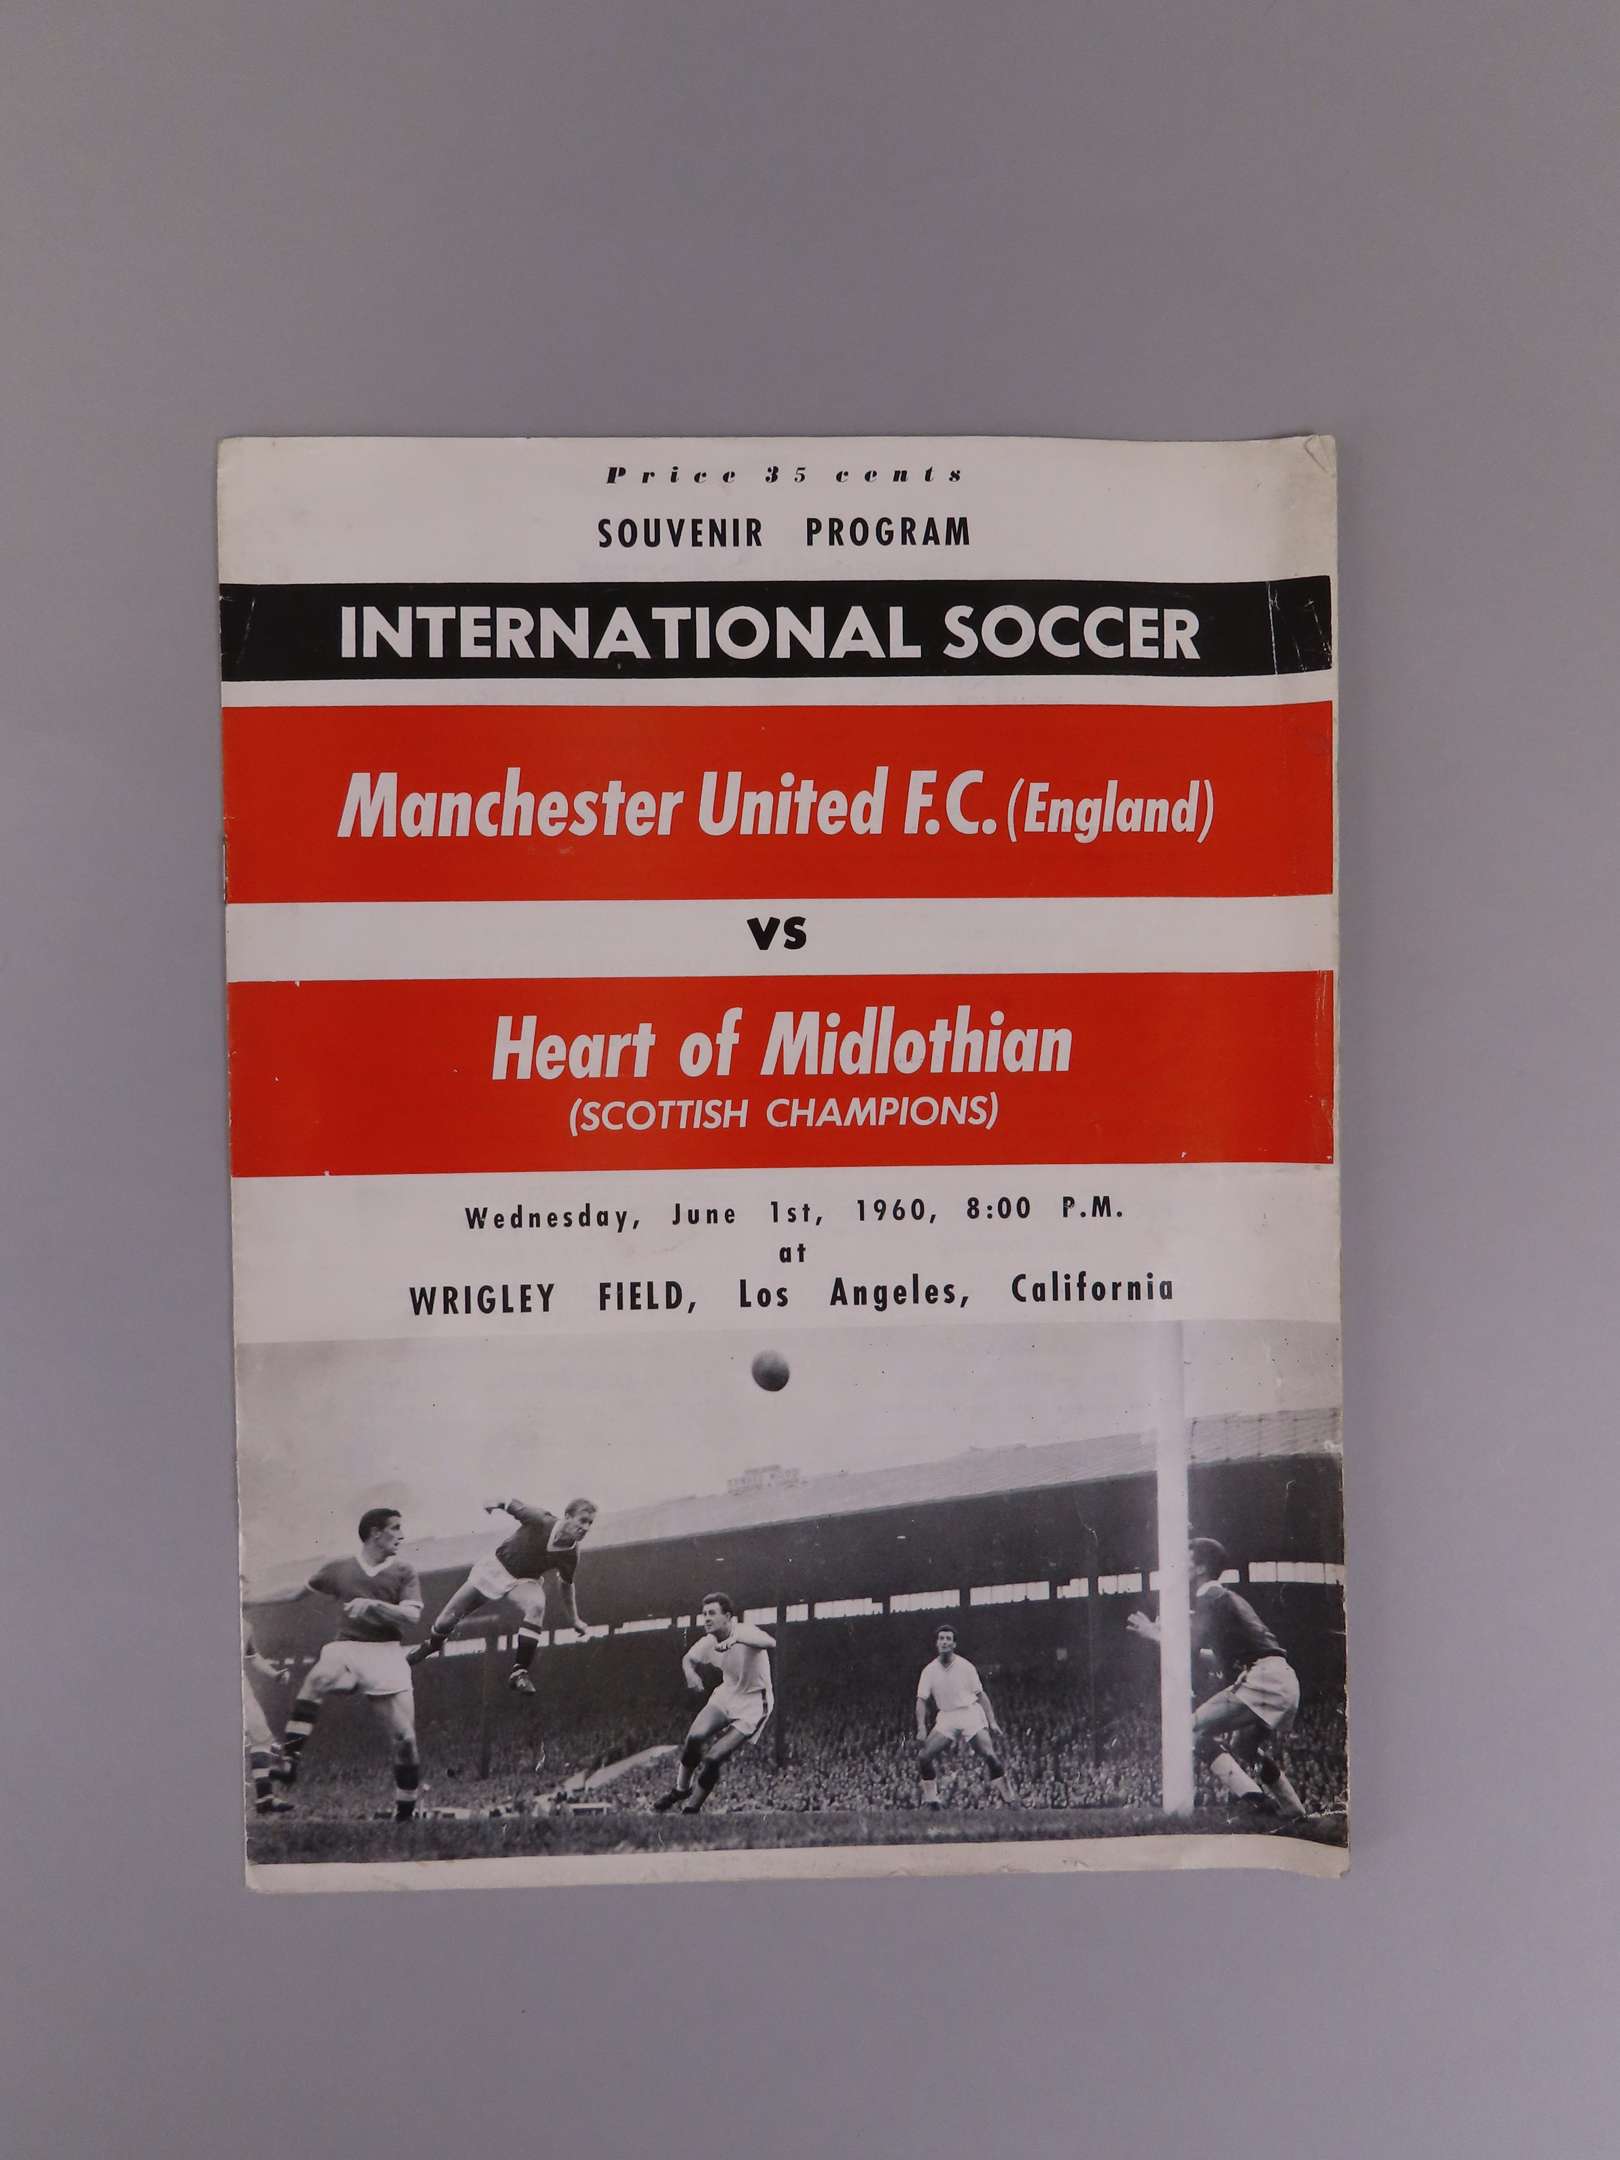 Price 35 cents
SOUVENIR PROGRAM
INTERNATIONAL SOCCER
Manchester United F.C. (England)
vs
Heart of Midlothian
(SCOTTISH CHAMPIONS)
Wednesday, June 1st, 1960, 8:00 P.M.
at
WRIGLEY FIELD, Los Angeles, California